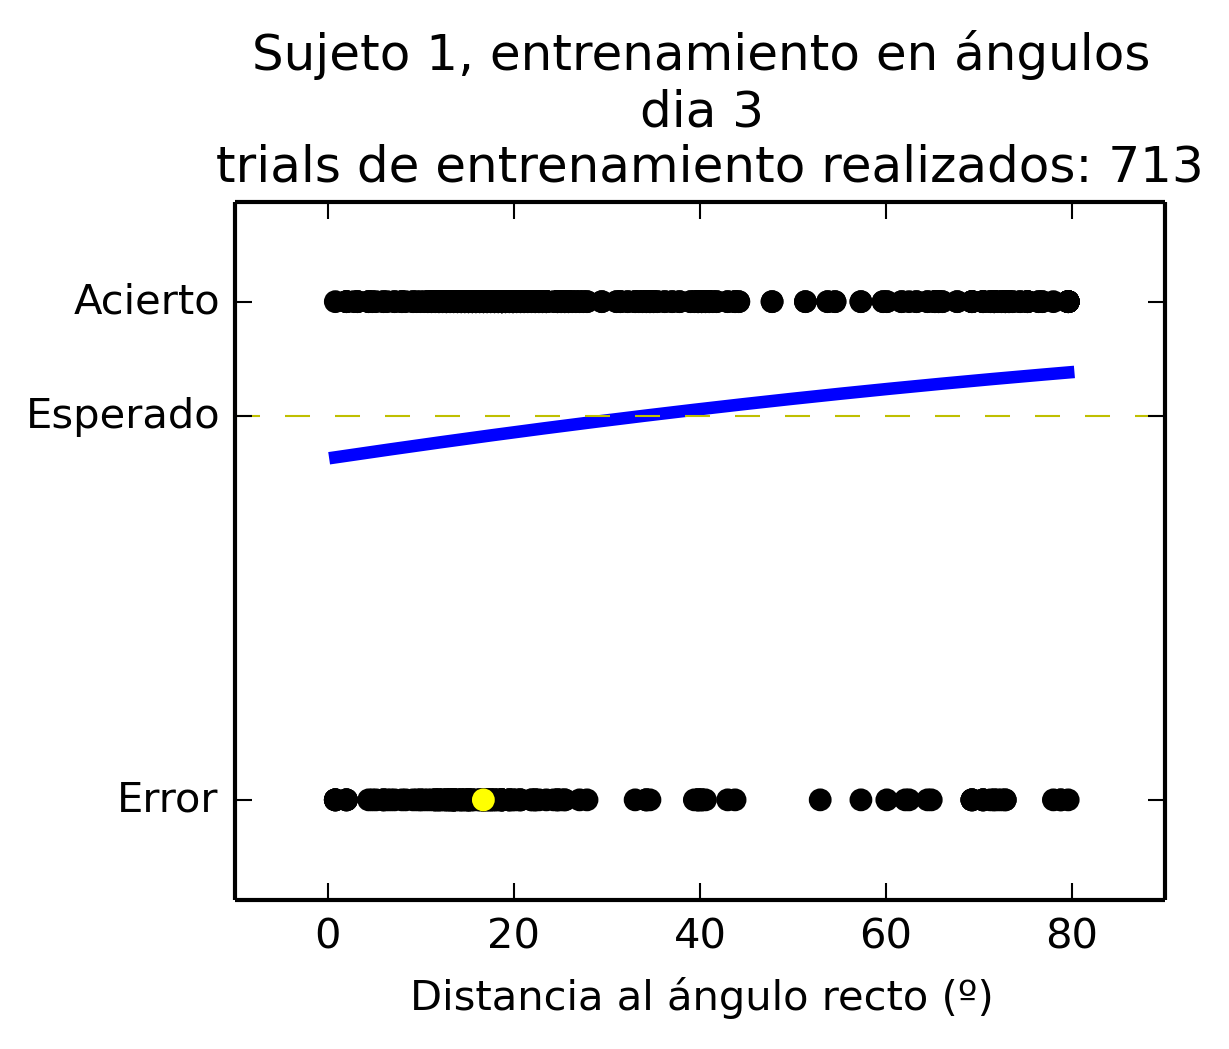 Sujeto 1, entrenamiento en ángulos
dia 3
trials de entrenamiento realizados: 713
Acierto
Esperado
Error
0 20 40 60 80
Distancia al ángulo recto (º)